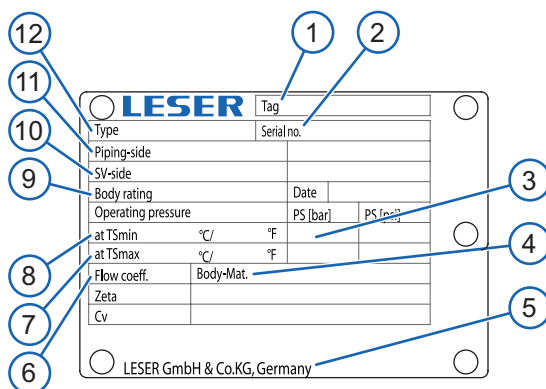 12
1
2
11
10
9
3
4
8
7
5
6
LESER
Tag
Type Serial no.
Piping-side
SV-side
Body rating Date
Operating pressure PS [bar] PS [psi]
at TSmin °C/ °F
at TSmax °C/ °F
Flow coeff. Body-Mat.
Zeta
Cv
LESER GmbH & Co.KG, Germany